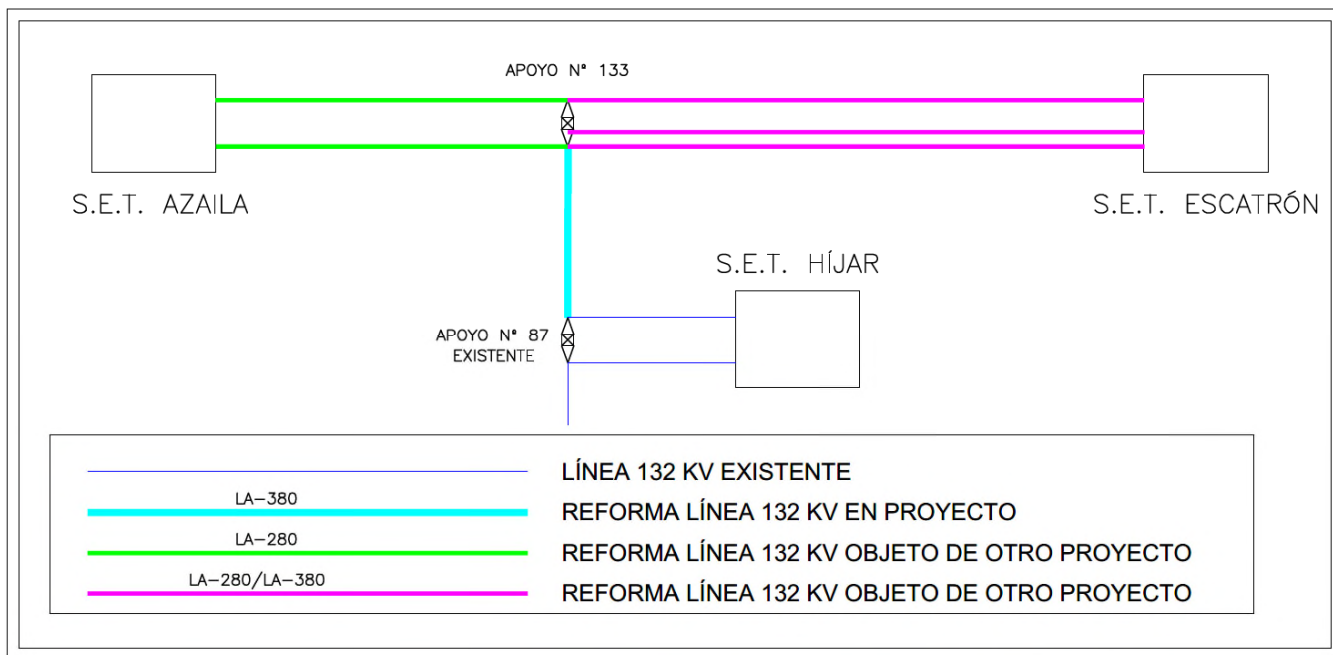 APOYO Nº 133
S.E.T. AZAILA
S.E.T. ESCATRÓN
S.E.T. HÍJAR
APOYO Nº 87
EXISTENTE
LÍNEA 132 KV EXISTENTE
LA-380
REFORMA LÍNEA 132 KV EN PROYECTO
LA-280
REFORMA LÍNEA 132 KV OBJETO DE OTRO PROYECTO
LA-280/LA-380
REFORMA LÍNEA 132 KV OBJETO DE OTRO PROYECTO